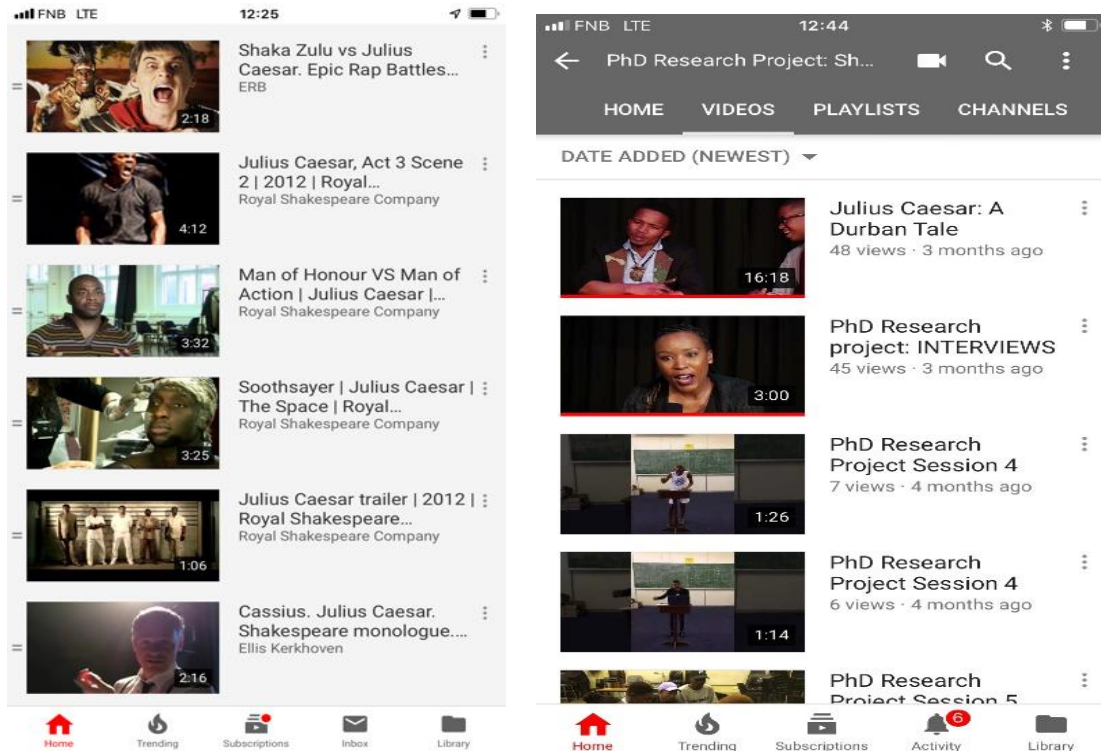 FNB LTE
12:25
Shaka Zulu vs Julius
Caesar. Epic Rap Battles...
ERB
2:18
Julius Caesar, Act 3 Scene
2 | 2012 | Royal...
Royal Shakespeare Company
4:12
Man of Honour VS Man of
Action | Julius Caesar |...
Royal Shakespeare Company
3:32
Soothsayer | Julius Caesar |
The Space | Royal...
Royal Shakespeare Company
3:25
Julius Caesar trailer | 2012 |
Royal Shakespeare...
Royal Shakespeare Company
1:06
Cassius. Julius Caesar.
Shakespeare monologue....
Ellis Kerkhoven
2:16
Home
Trending
Subscriptions
Inbox
Library
FNB LTE
12:44
PhD Research Project: Sh...
HOME
VIDEOS
PLAYLISTS
CHANNELS
DATE ADDED (NEWEST)
Julius Caesar: A
Durban Tale
48 views · 3 months ago
16:18
PhD Research
project: INTERVIEWS
45 views · 3 months ago
3:00
PhD Research
Project Session 4
7 views · 4 months ago
1:26
PhD Research
Project Session 4
6 views · 4 months ago
1:14
PhD Research
Project Session 5
6
Home
Trending
Subscriptions
Activity
Library